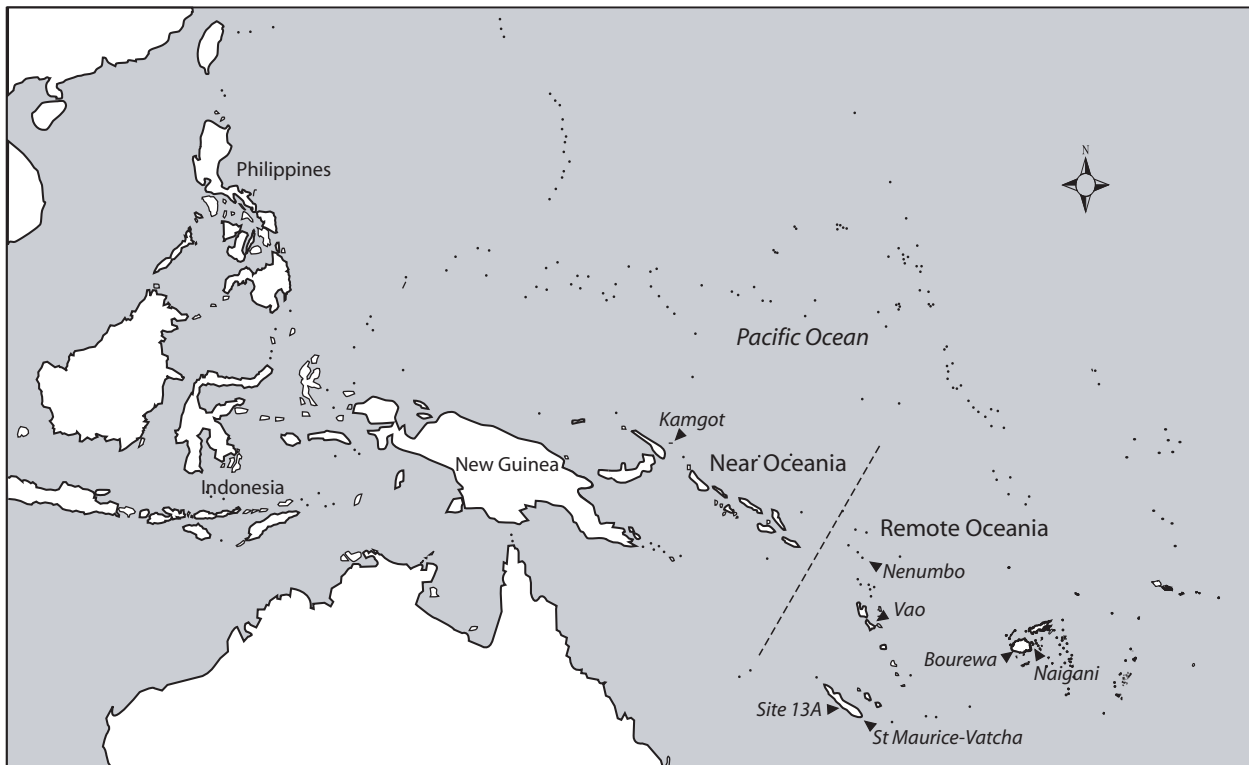 N
Philippines
Pacific Ocean
Kamgot
Near Oceania
New Guinea
Indonesia
Remote Oceania
Nenumbo
Vao
Bourewa
Naigani
Site 13A
St Maurice-Vatcha